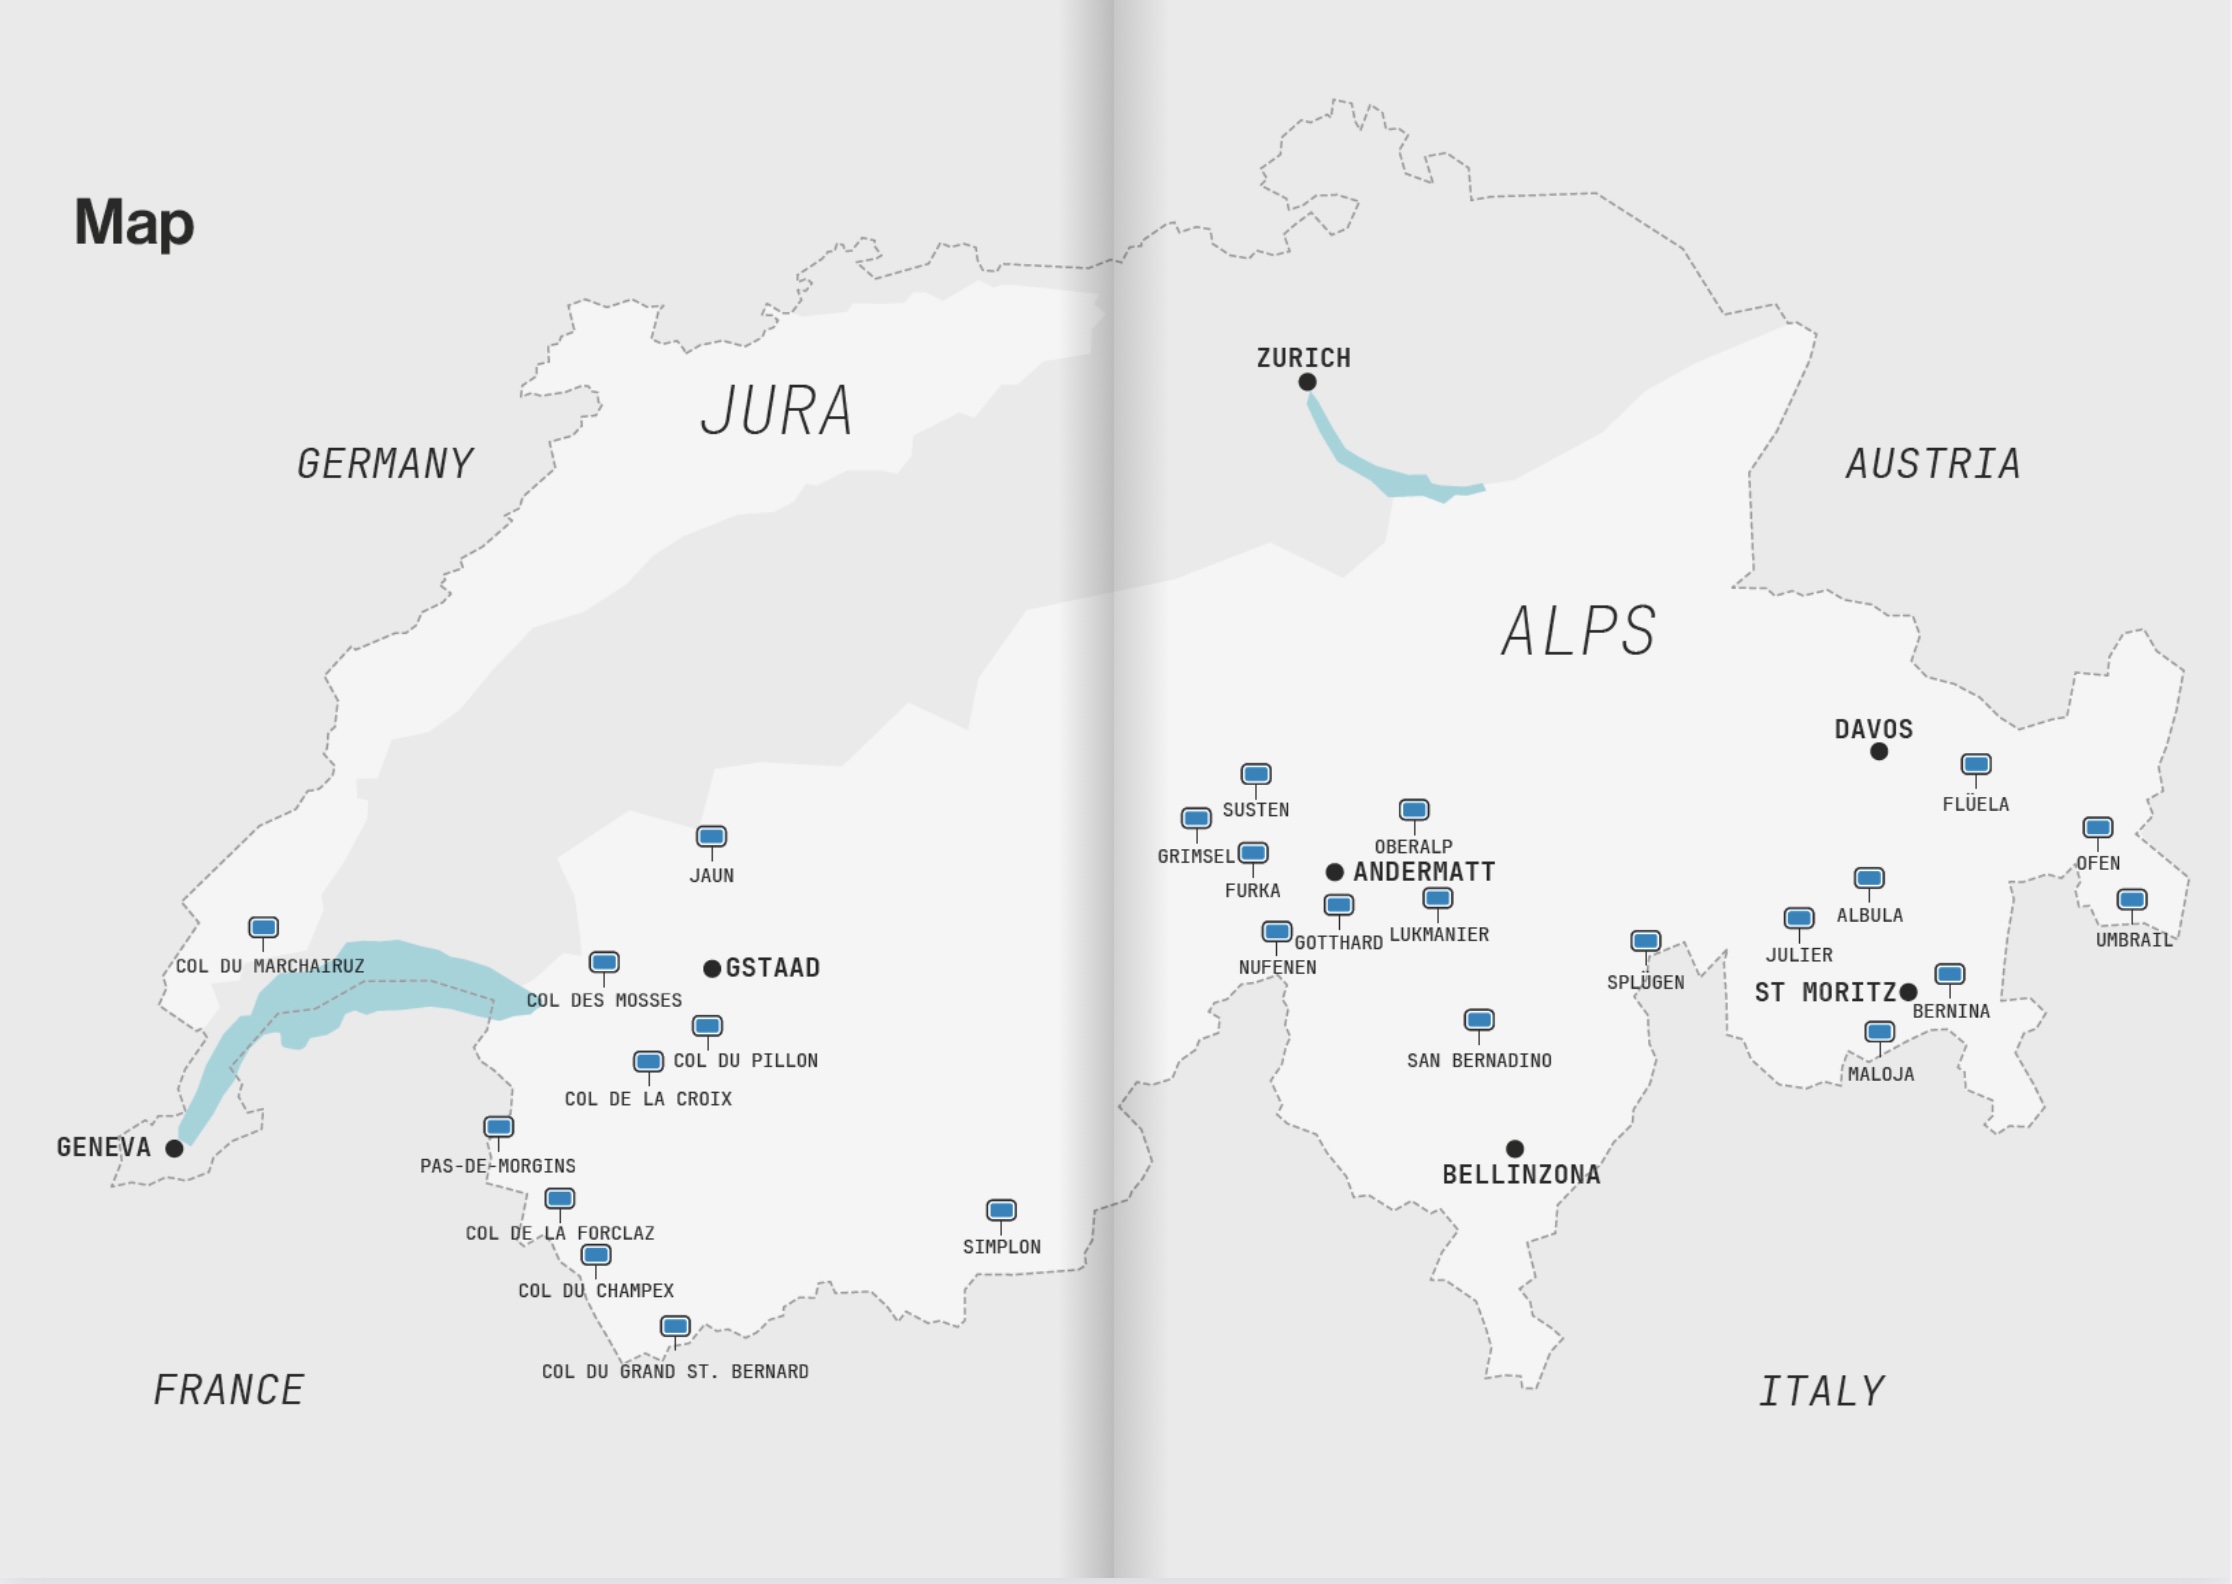 Map
ZURICH
JURA
GERMANY
AUSTRIA
ALPS
DAVOS
SUSTEN
FLÜELA
OBERALP
GRIMSEL
OFEN
ANDERMATT
JAUN
FURKA
ALBULA
LUKMANIER
GOTTHARD
UMBRAIL
JULIER
COL DU MARCHAIRUZ
NUFENEN
GSTAAD
SPLÜGEN
ST MORITZ
COL DES MOSSES
BERNINA
COL DU PILLON
SAN BERNADINO
MALOJA
COL DE LA CROIX
GENEVA
PAS-DE-MORGINS
BELLINZONA
COL DE LA FORCLAZ
SIMPLON
COL DU CHAMPEX
COL DU GRAND ST. BERNARD
FRANCE
ITALY